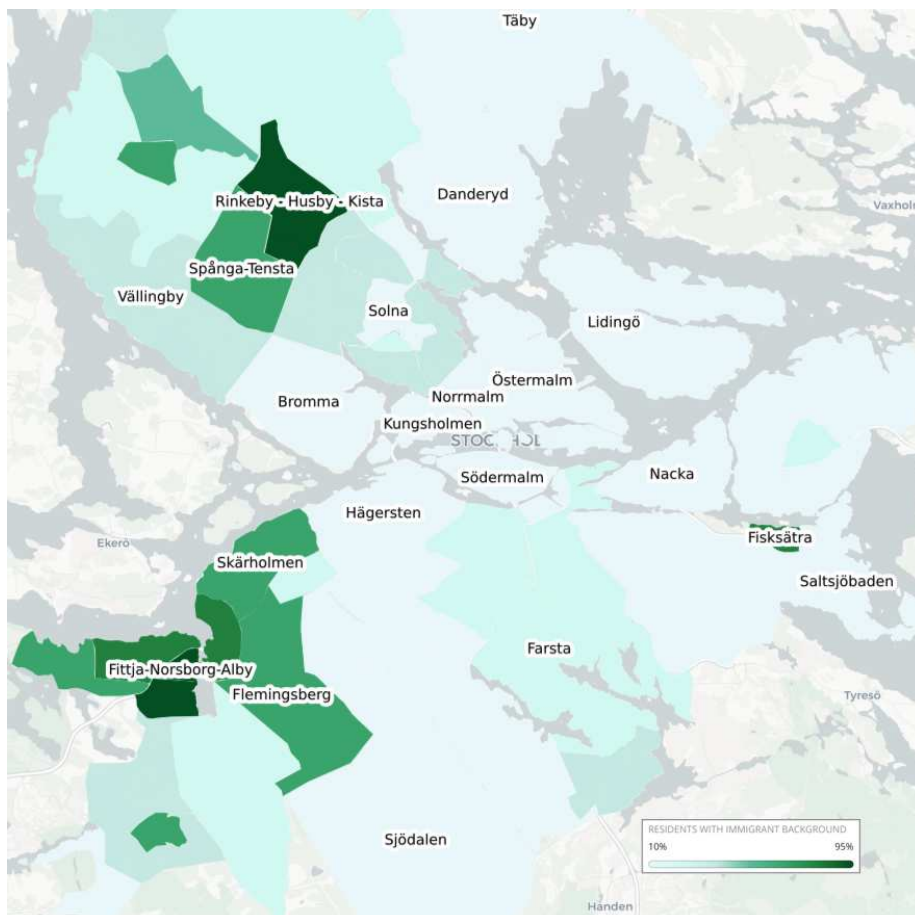 Täby
Rinkeby - Husby - Kista
Danderyd
Vaxholm
Spånga-Tensta
Vällingby
Solna
Lidingö
Östermalm
Bromma
Norrmalm
Kungsholmen
Södermalm
Nacka
Hägersten
Fisksätra
Ekerö
Skärholmen
Saltsjöbaden
Farsta
Fittja-Norsborg-Alby
Flemingsberg
Tyresö
RESIDENTS WITH IMMIGRANT BACKGROUND
10% 95%
Sjödalen
Handen